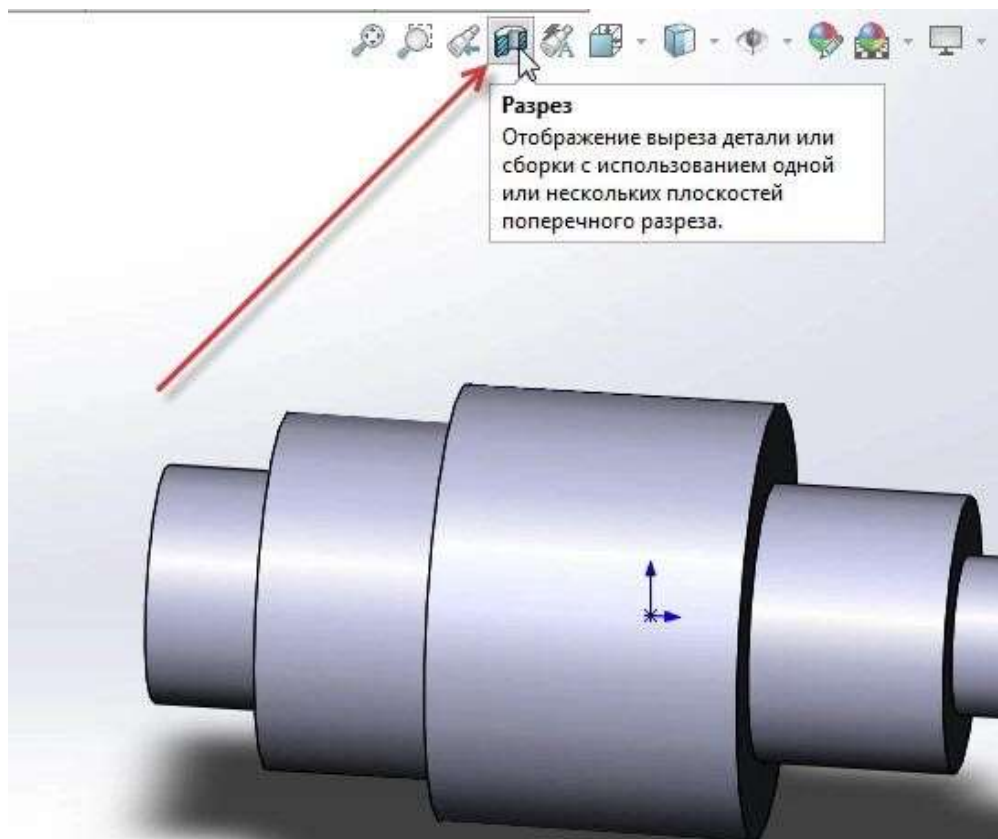 Разрез
Отображение выреза детали или
сборки с использованием одной
или нескольких плоскостей
поперечного разреза.